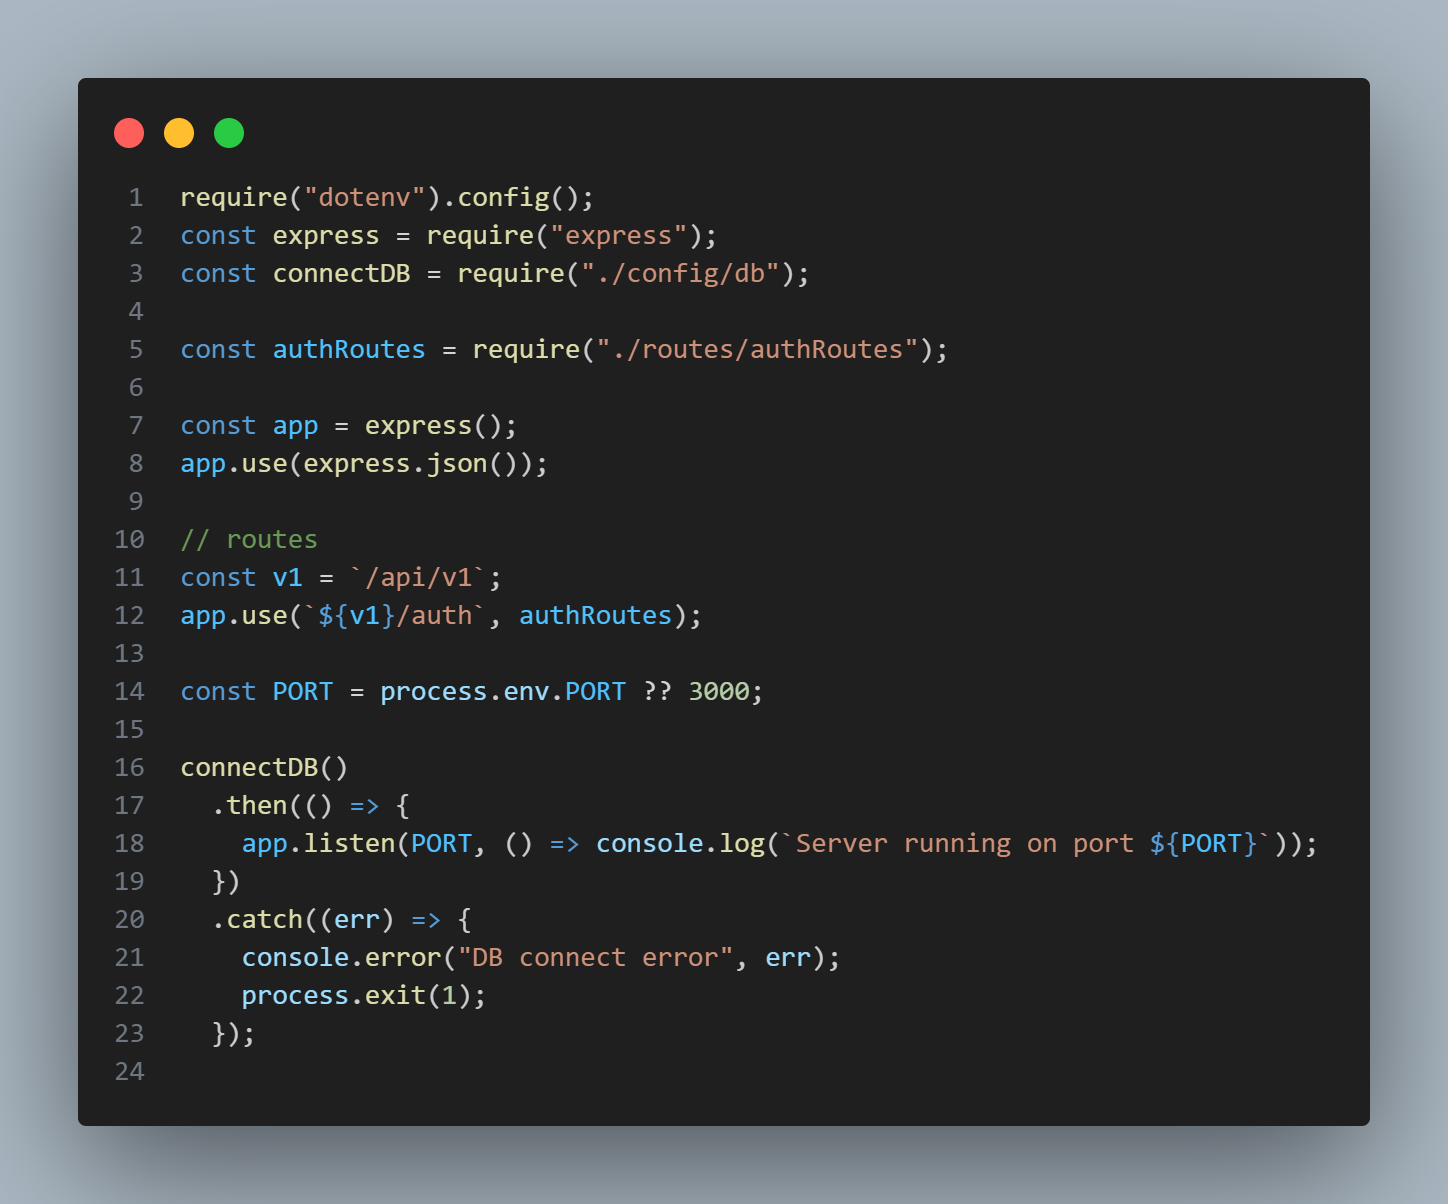 1 require("dotenv").config();
2 const express = require("express");
3 const connectDB = require("./config/db");
4
5 const authRoutes = require("./routes/authRoutes");
6
7 const app = express();
8 app.use(express.json());
9
10 // routes
11 const v1 = `/api/v1`;
12 app.use(`${v1}/auth`, authRoutes);
13
14 const PORT = process.env.PORT ?? 3000;
15
16 connectDB()
17   .then(() => {
18     app.listen(PORT, () => console.log(`Server running on port ${PORT}`));
19   })
20   .catch((err) => {
21     console.error("DB connect error", err);
22     process.exit(1);
23   });
24